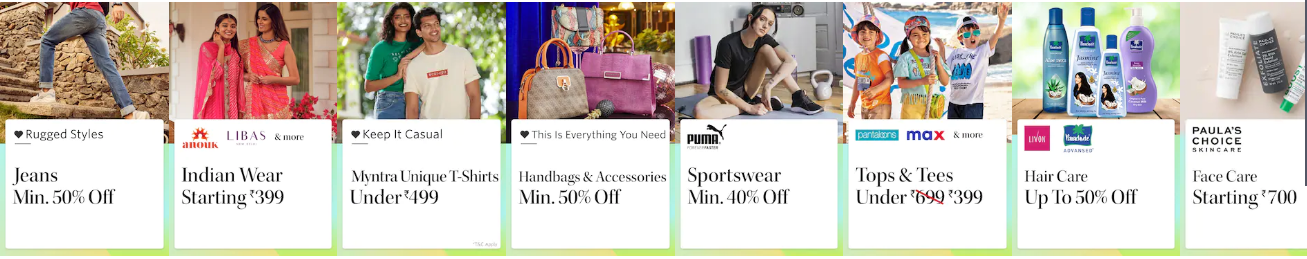 Rugged Styles
Jeans
Min. 50% Off
anouk
LIBAS
& more
Indian Wear
Starting ₹399
Keep It Casual
Myntra Unique T-Shirts
Under ₹499
*T&C Apply
This Is Everything You Need
Handbags & Accessories
Min. 50% Off
PUMA
FOREVER FASTER
Sportswear
Min. 40% Off
pantaloons
max
& more
Tops & Tees
Under ₹699 ₹399
LIVON
Parachute
ADVANSED
Hair Care
Up To 50% Off
PAULA'S
CHOICE
SKINCARE
Face Care
Starting ₹700